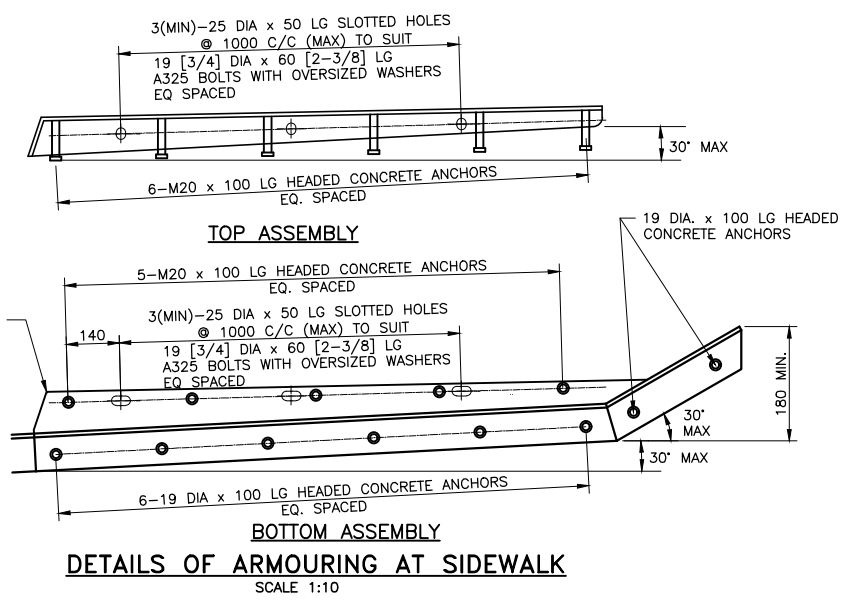 3(MIN)-25 DIA x 50 LG SLOTTED HOLES
@ 1000 C/C (MAX) TO SUIT
19 [3/4] DIA x 60 [2-3/8] LG
A325 BOLTS WITH OVERSIZED WASHERS
EQ SPACED
30° MAX
6-M20 x 100 LG HEADED CONCRETE ANCHORS
EQ. SPACED
TOP ASSEMBLY
19 DIA. x 100 LG HEADED
CONCRETE ANCHORS
5-M20 x 100 LG HEADED CONCRETE ANCHORS
EQ. SPACED
3(MIN)-25 DIA x 50 LG SLOTTED HOLES
@ 1000 C/C (MAX) TO SUIT
140
19 [3/4] DIA x 60 [2-3/8] LG
A325 BOLTS WITH OVERSIZED WASHERS
EQ SPACED
180 MIN.
30°
MAX
30° MAX
6-19 DIA x 100 LG HEADED CONCRETE ANCHORS
EQ. SPACED
BOTTOM ASSEMBLY
DETAILS OF ARMOURING AT SIDEWALK
SCALE 1:10